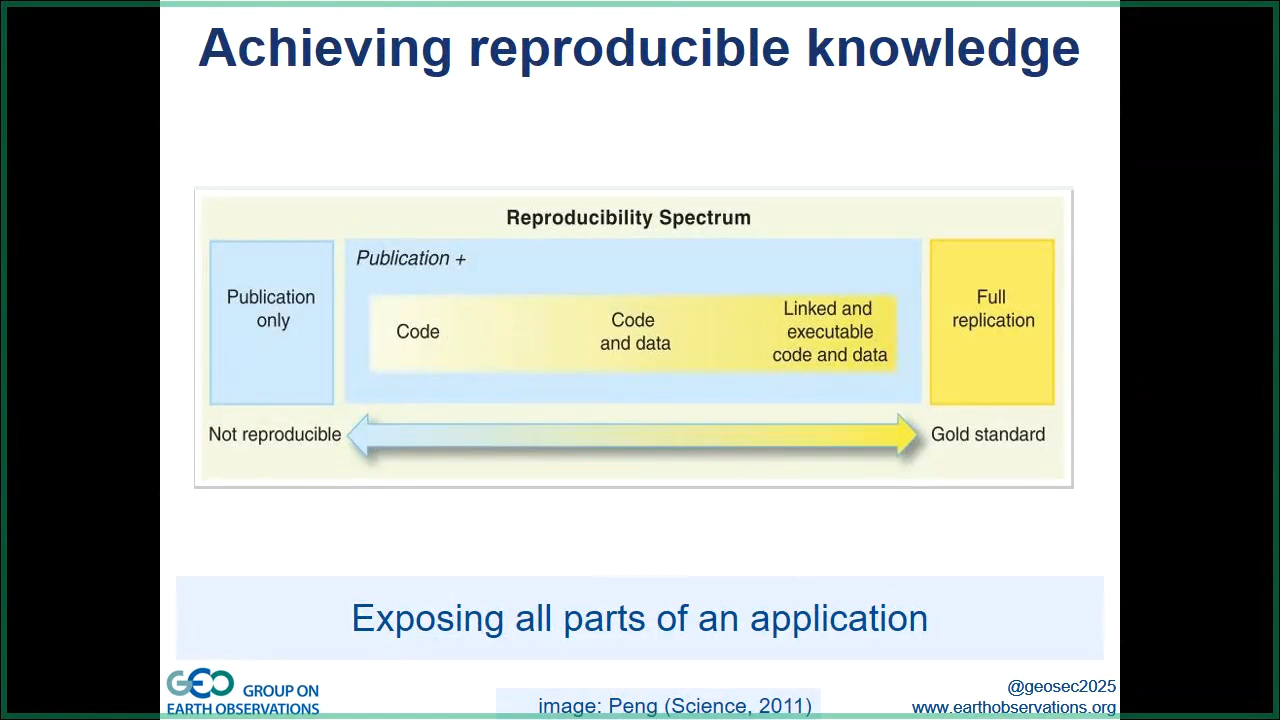 Achieving reproducible knowledge
Reproducibility Spectrum
Publication
only
Publication +
Code
Code
and data
Linked and
executable
code and data
Full
replication
Not reproducible
Gold standard
Exposing all parts of an application
GEO GROUP ON
EARTH OBSERVATIONS
image: Peng (Science, 2011)
@geosec2025
www.earthobservations.org